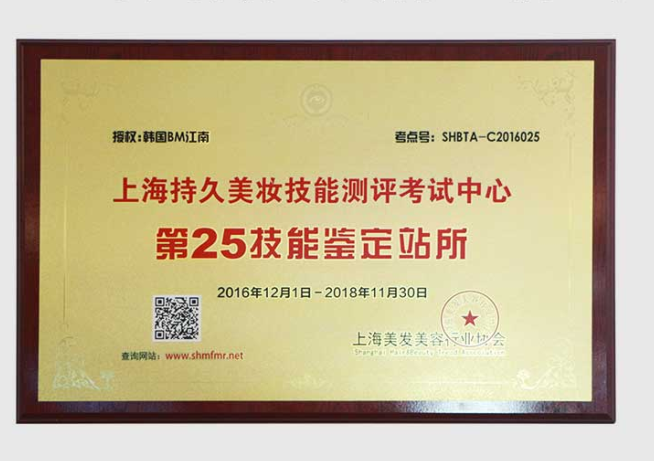 授权:韩国BM江南
考点号: SHBTA-C2016025
上海持久美妆技能测评考试中心
第25技能鉴定站所
2016年12月1日-2018年11月30日
上海美发美容行业协会
查询网站: www.shmfmr.net